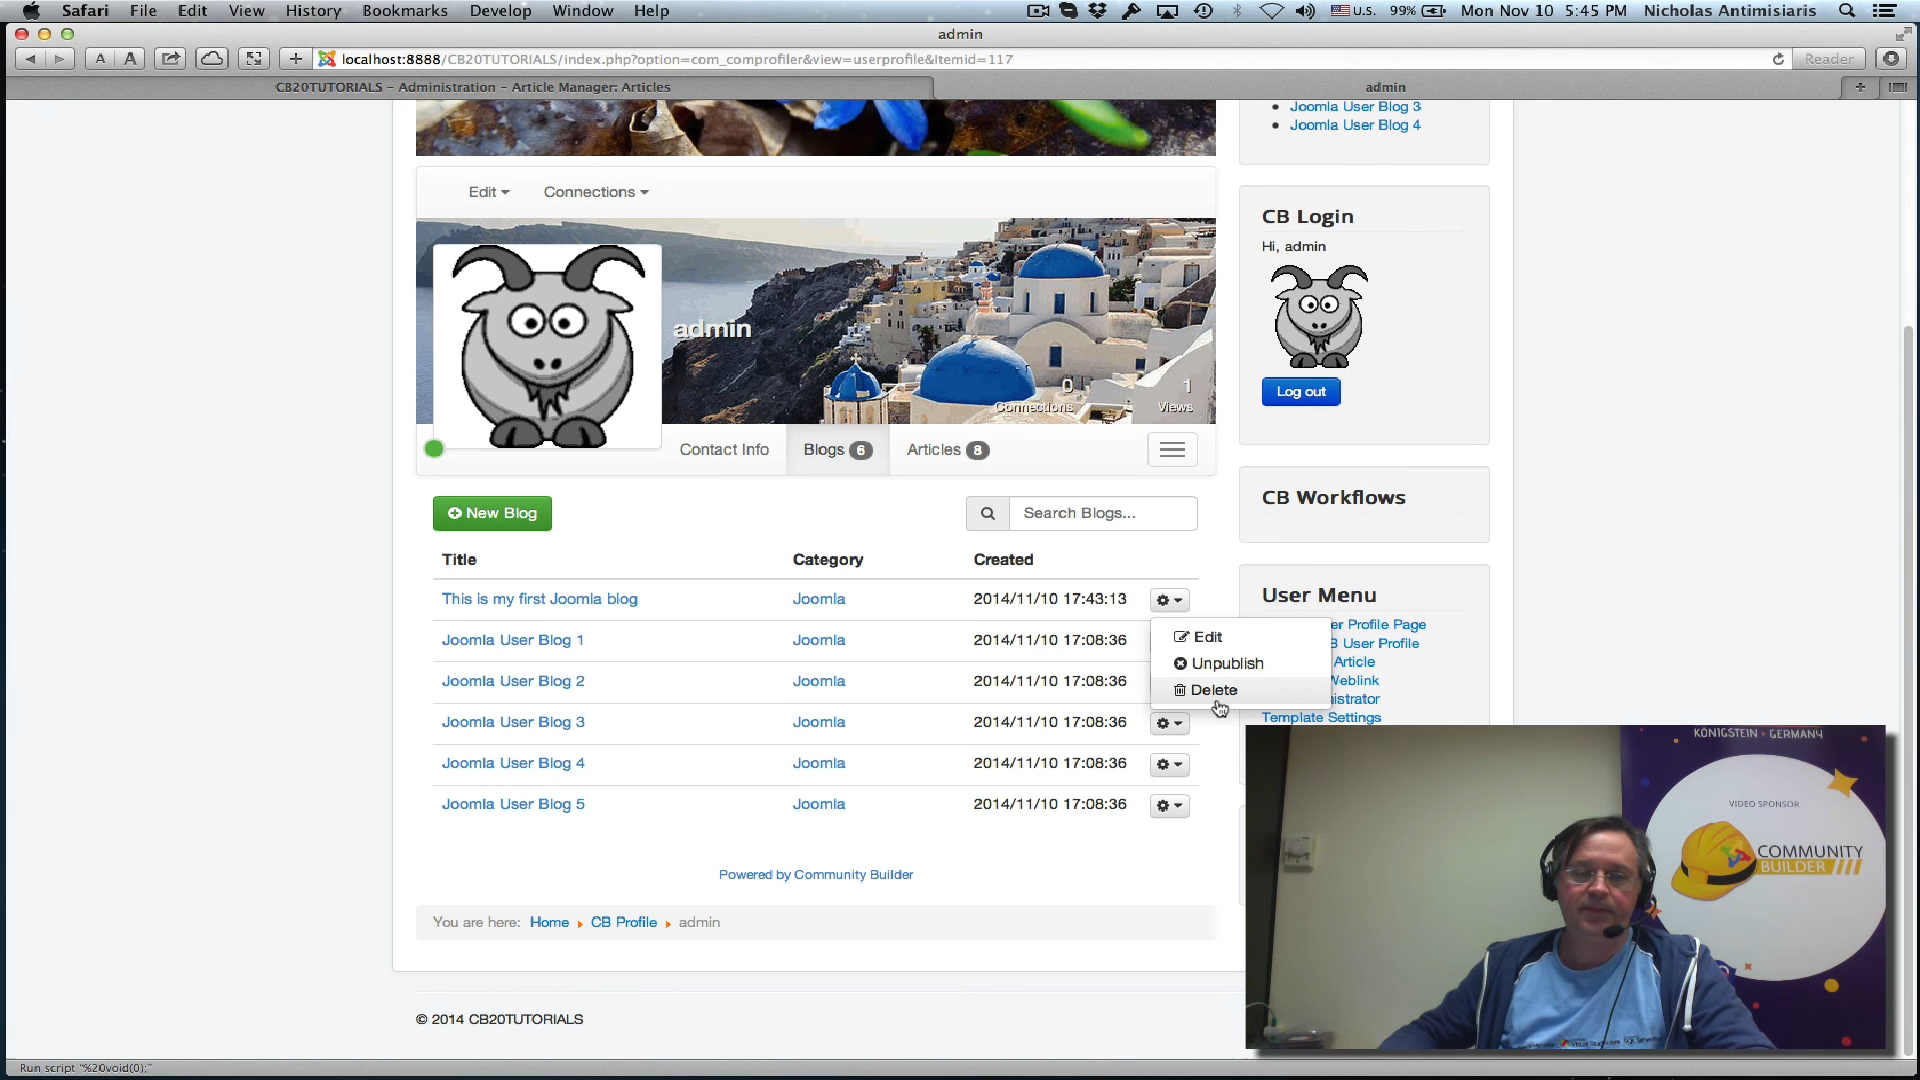 Safari File Edit View History Bookmarks Develop Window Help U.S. 99% Mon Nov 10 5:45 PM Nicholas Antimisiaris
admin
A A localhost:8888/CB20TUTORIALS/index.php?option=com_comprofiler&view=userprofile&Itemid=117 Reader
CB20TUTORIALS - Administration - Article Manager: Articles admin
Joomla User Blog 3
Joomla User Blog 4
Edit Connections
CB Login
Hi, admin
admin
0 Connections
1 Views
Log out
Contact Info Blogs 6 Articles 8
CB Workflows
New Blog Search Blogs...
Title Category Created
This is my first Joomla blog Joomla 2014/11/10 17:43:13
Joomla User Blog 1 Joomla 2014/11/10 17:08:36
Joomla User Blog 2 Joomla 2014/11/10 17:08:36
Joomla User Blog 3 Joomla 2014/11/10 17:08:36
Joomla User Blog 4 Joomla 2014/11/10 17:08:36
Joomla User Blog 5 Joomla 2014/11/10 17:08:36
Edit
Unpublish
Delete
User Menu
er Profile Page
B User Profile
Article
Weblink
istrator
Template Settings
KÖNIGSTEIN + GERMANY
VIDEO SPONSOR
COMMUNITY
BUILDER
Powered by Community Builder
You are here: Home CB Profile admin
© 2014 CB20TUTORIALS
Run script "%20void(0);"